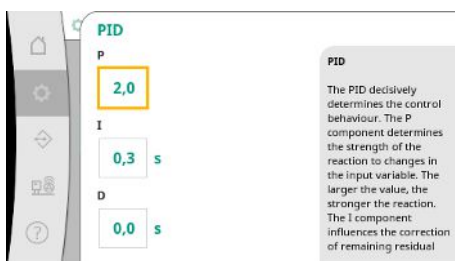 PID
P
2,0
I
0,3 s
D
0,0 s
PID
The PID decisively
determines the control
behaviour. The P
component determines
the strength of the
reaction to changes in
the input variable. The
larger the value, the
stronger the reaction.
The I component
influences the correction
of remaining residual
?